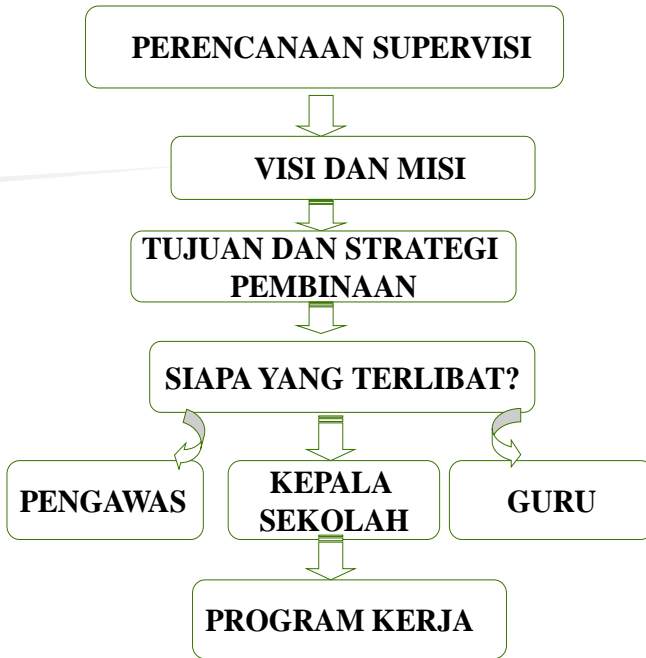 PERENCANAAN SUPERVISI
VISI DAN MISI
TUJUAN DAN STRATEGI
PEMBINAAN
SIAPA YANG TERLIBAT?
PENGAWAS
KEPALA
SEKOLAH
GURU
PROGRAM KERJA